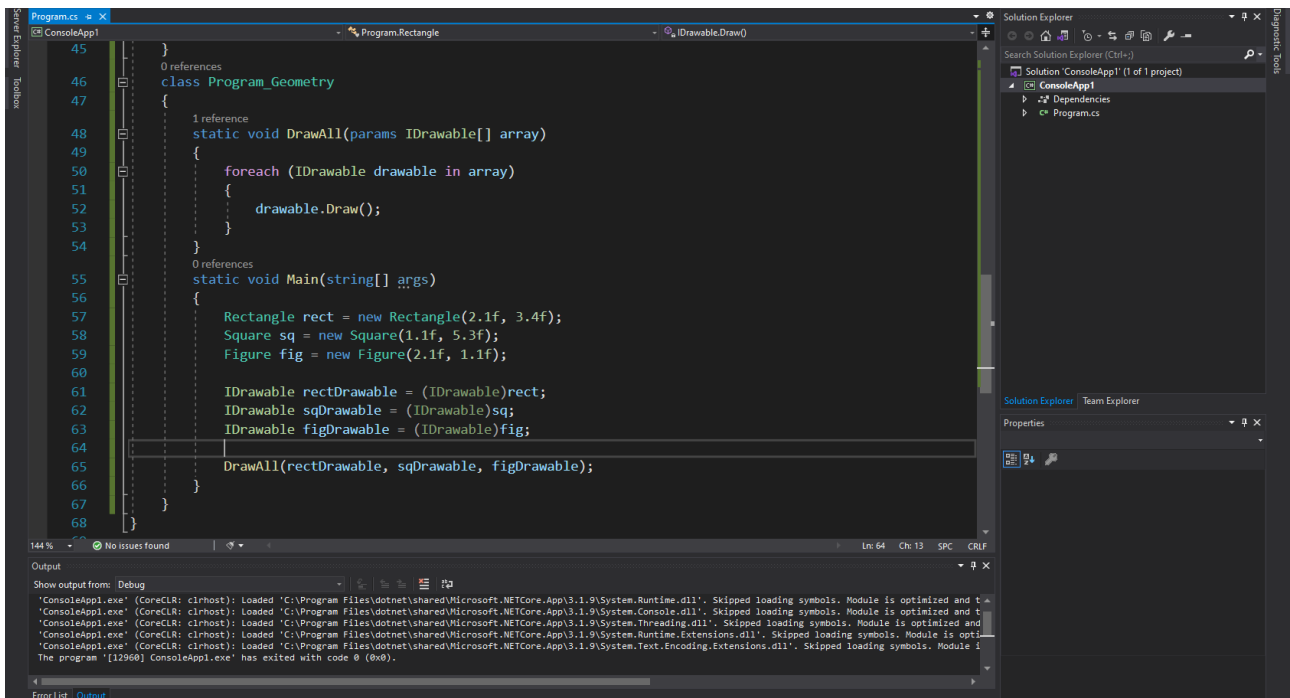 Server Explorer
Toolbox
Program.cs
ConsoleApp1
Program.Rectangle
IDrawable.Draw()
45 }
0 references
46 class Program_Geometry
47 {
1 reference
48 static void DrawAll(params IDrawable[] array)
49 {
50 foreach (IDrawable drawable in array)
51 {
52 drawable.Draw();
53 }
54 }
0 references
55 static void Main(string[] args)
56 {
57 Rectangle rect = new Rectangle(2.1f, 3.4f);
58 Square sq = new Square(1.1f, 5.3f);
59 Figure fig = new Figure(2.1f, 1.1f);
60
61 IDrawable rectDrawable = (IDrawable)rect;
62 IDrawable sqDrawable = (IDrawable)sq;
63 IDrawable figDrawable = (IDrawable)fig;
64
65 DrawAll(rectDrawable, sqDrawable, figDrawable);
66 }
67 }
68 }
144 % No issues found Ln: 64 Ch: 13 SPC CRLF
Output
Show output from: Debug
'ConsoleApp1.exe' (CoreCLR: clrhost): Loaded 'C:\Program Files\dotnet\shared\Microsoft.NETCore.App\3.1.9\System.Runtime.dll'. Skipped loading symbols. Module is optimized and t
'ConsoleApp1.exe' (CoreCLR: clrhost): Loaded 'C:\Program Files\dotnet\shared\Microsoft.NETCore.App\3.1.9\System.Console.dll'. Skipped loading symbols. Module is optimized and t
'ConsoleApp1.exe' (CoreCLR: clrhost): Loaded 'C:\Program Files\dotnet\shared\Microsoft.NETCore.App\3.1.9\System.Threading.dll'. Skipped loading symbols. Module is optimized and
'ConsoleApp1.exe' (CoreCLR: clrhost): Loaded 'C:\Program Files\dotnet\shared\Microsoft.NETCore.App\3.1.9\System.Runtime.Extensions.dll'. Skipped loading symbols. Module is opti
'ConsoleApp1.exe' (CoreCLR: clrhost): Loaded 'C:\Program Files\dotnet\shared\Microsoft.NETCore.App\3.1.9\System.Text.Encoding.Extensions.dll'. Skipped loading symbols. Module i
The program '[12960] ConsoleApp1.exe' has exited with code 0 (0x0).
Error List Output
Solution Explorer
Search Solution Explorer (Ctrl+;)
Solution 'ConsoleApp1' (1 of 1 project)
C# ConsoleApp1
Dependencies
C# Program.cs
Solution Explorer Team Explorer
Properties
Diagnostic Tools